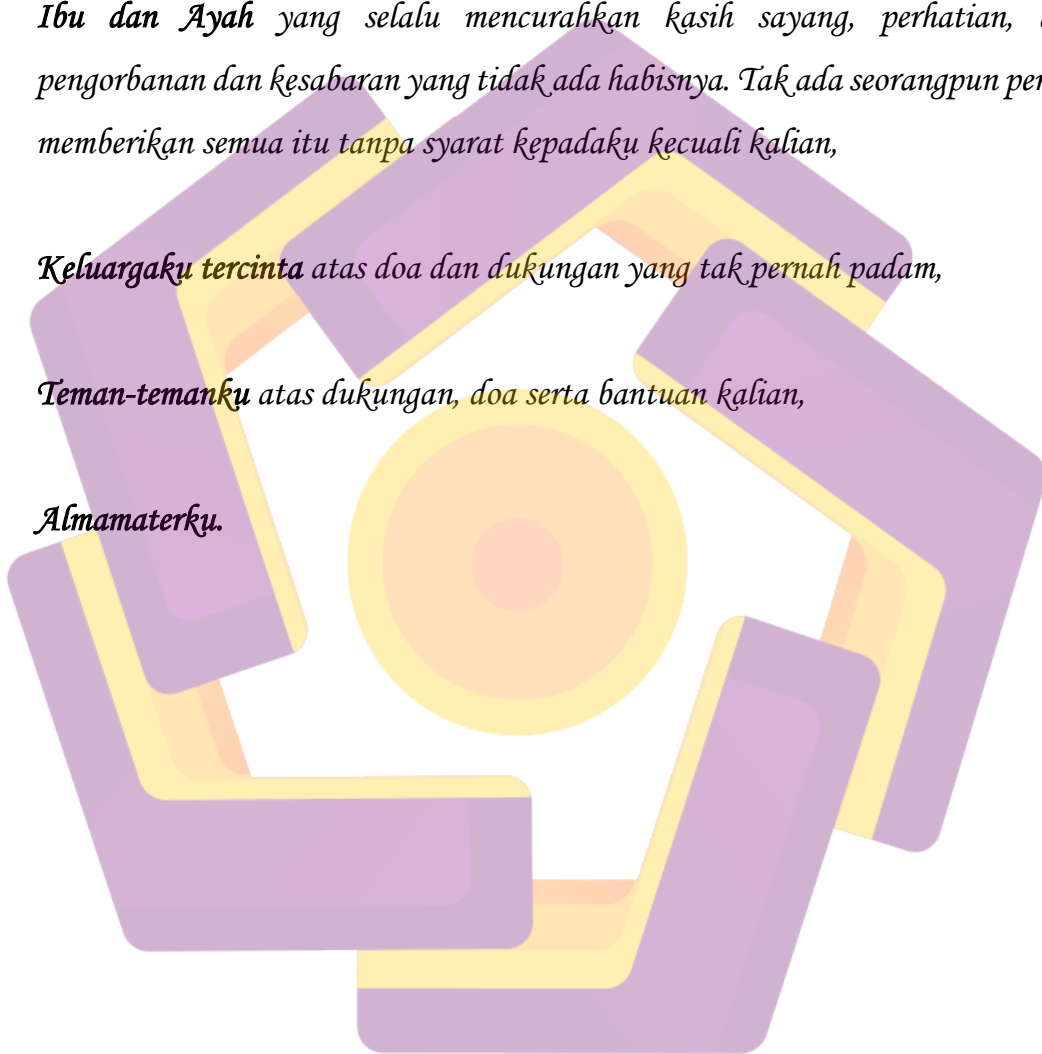 Ibu dan Ayah yang selalu mencurahkan kasih sayang, perhatian,
pengorbanan dan kesabaran yang tidak ada habisnya. Tak ada seorangpun
memberikan semua itu tanpa syarat kepadaku kecuali kalian,
Keluargaku tercinta atas doa dan dukungan yang tak pernah padam,
Teman-temanku atas dukungan, doa serta bantuan kalian,
Almamaterku.